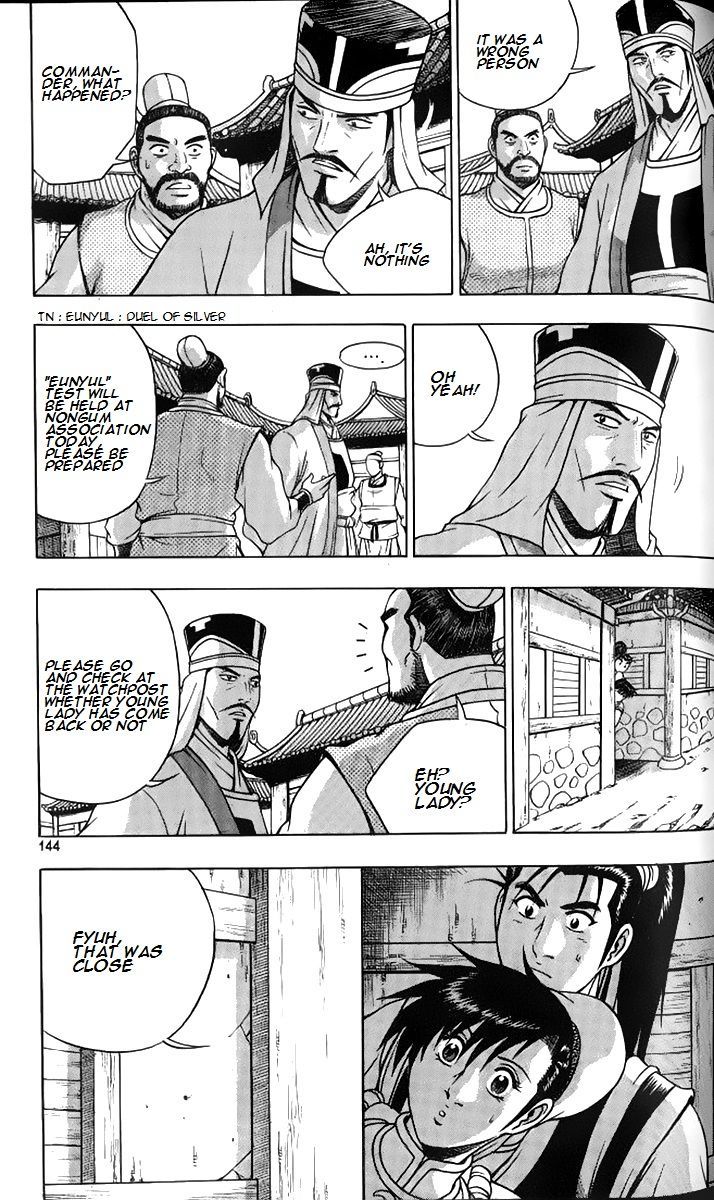 COMMAN-
DER, WHAT
HAPPENED?
AH, IT'S
NOTHING
IT WAS A
WRONG
PERSON
TN : EUNYUL : DUEL OF SILVER
"EUNYUL"
TEST WILL
BE HELD AT
NONGUM
ASSOCIATION
TODAY,
PLEASE BE
PREPARED
....
OH
YEAH!
PLEASE GO
AND CHECK AT
THE WATCHPOST
WHETHER YOUNG
LADY HAS COME
BACK OR NOT
EH?
YOUNG
LADY?
144
FYUH,
THAT WAS
CLOSE